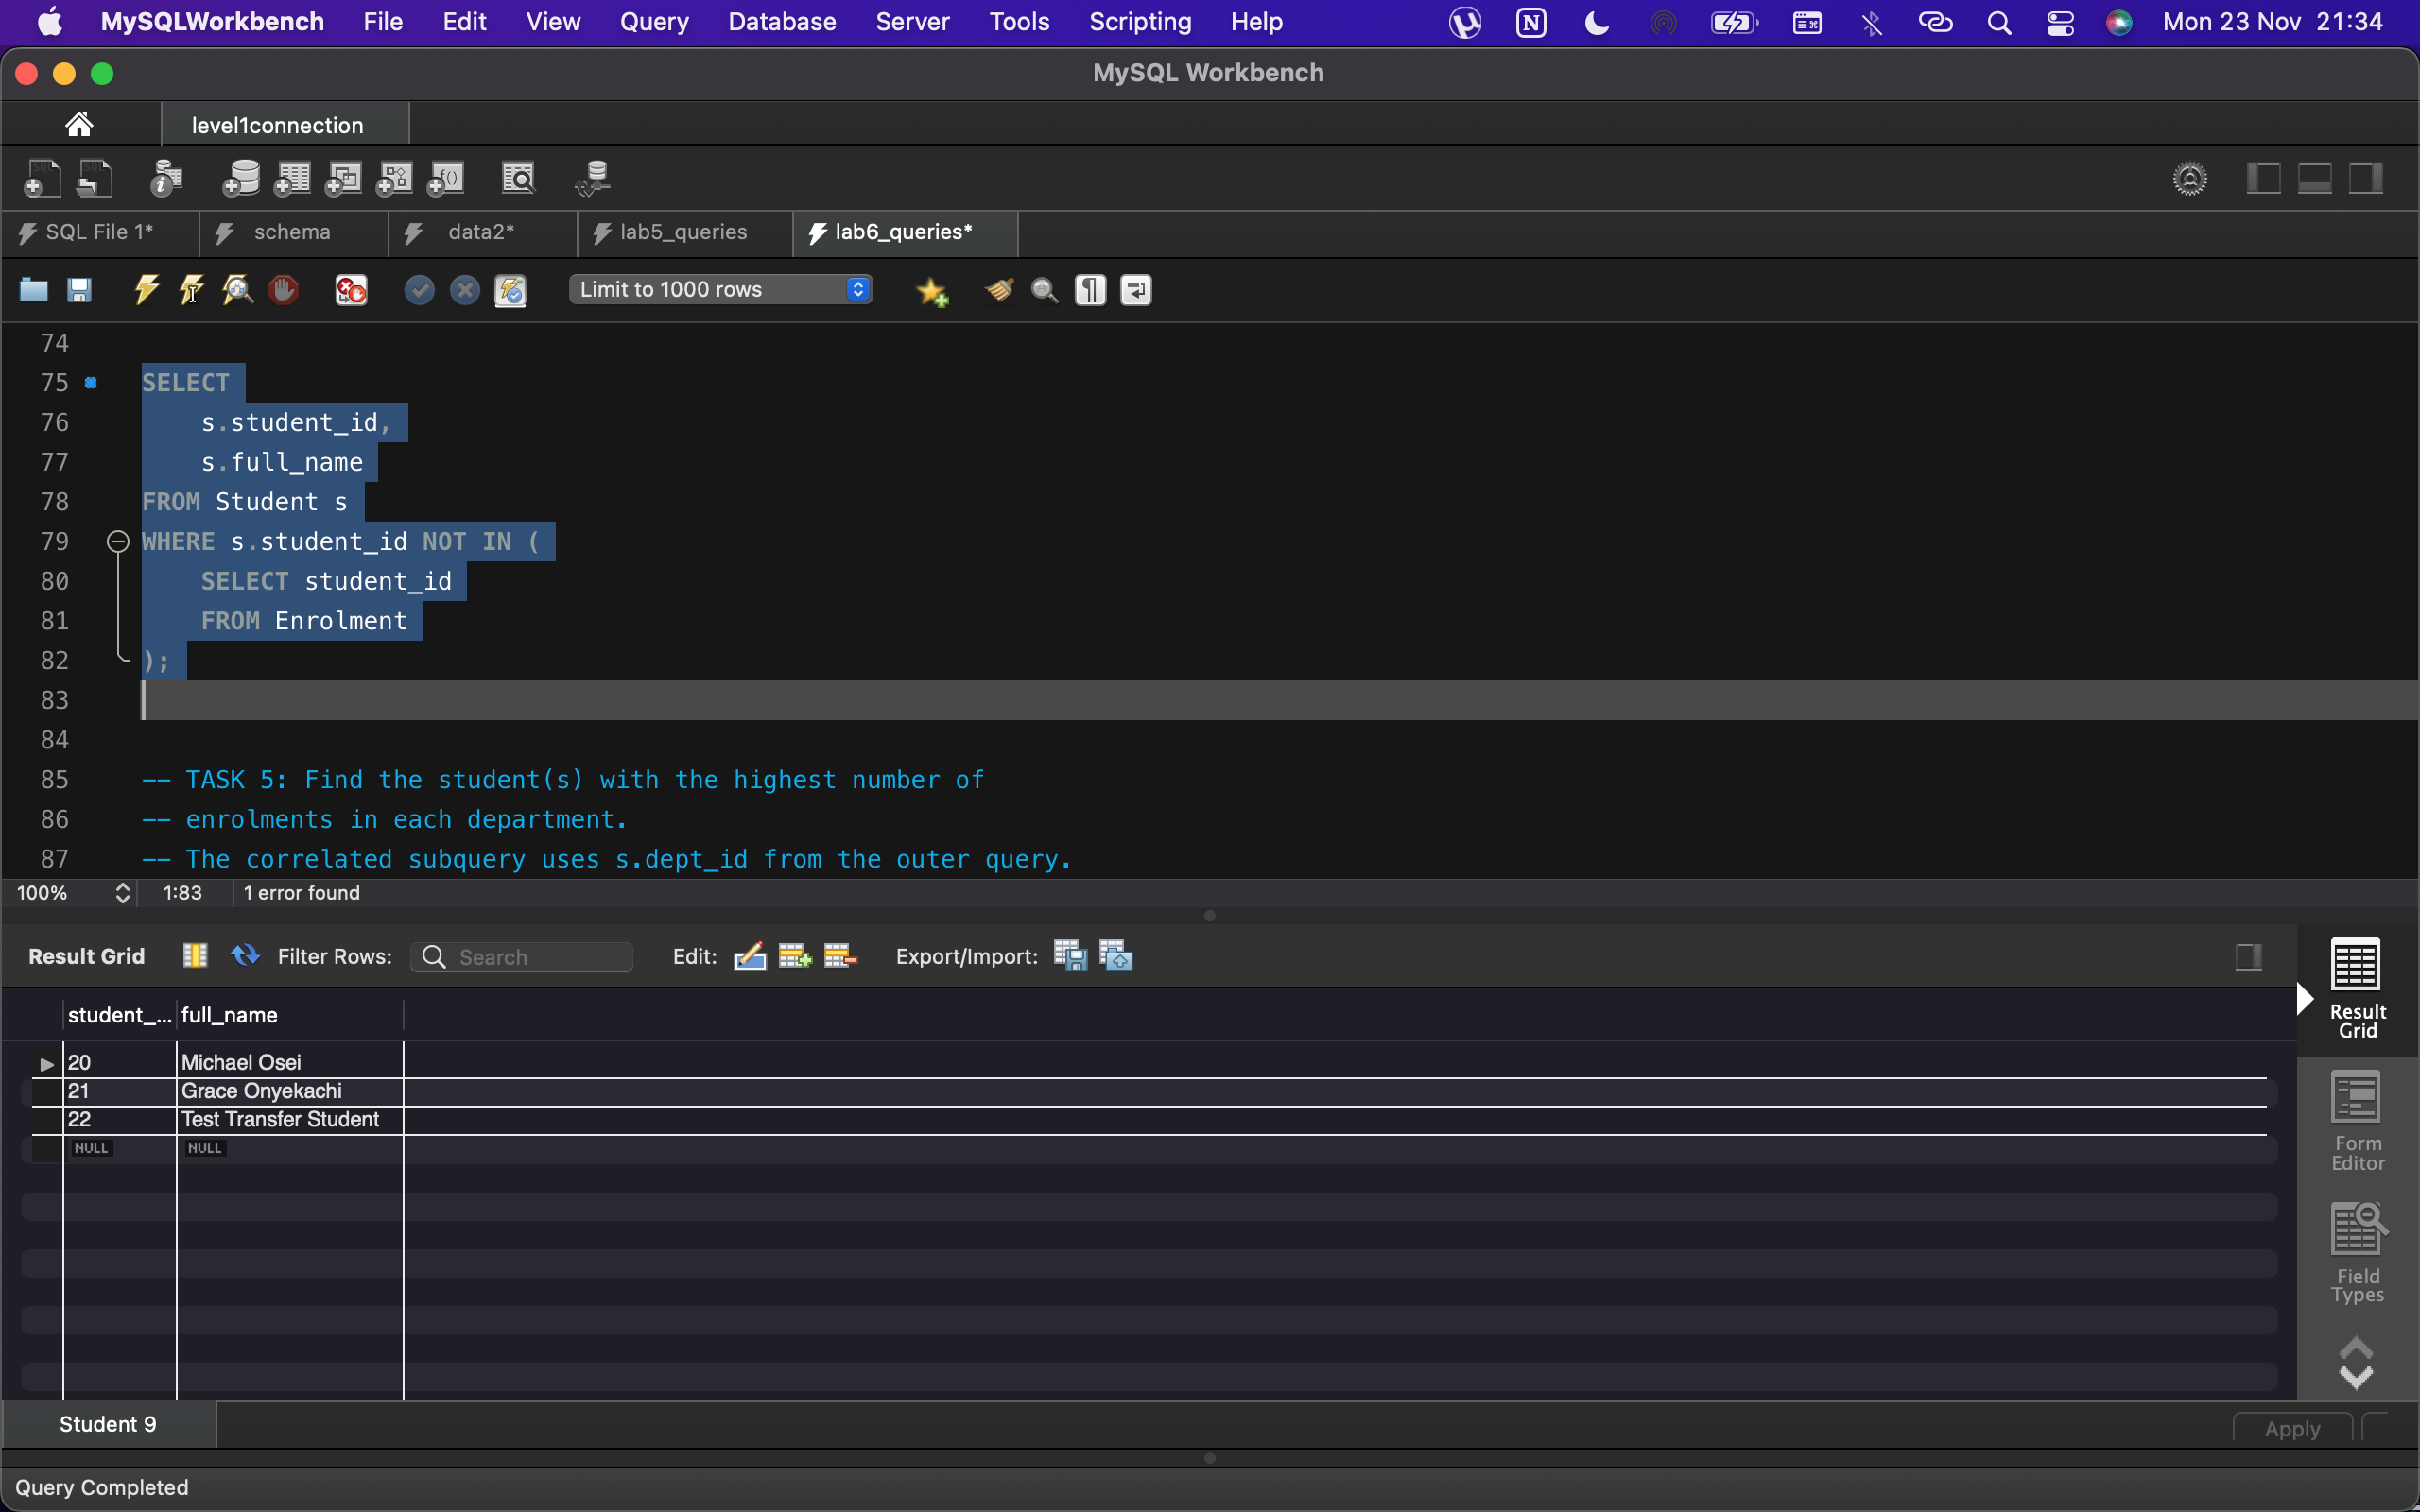 MySQLWorkbench File Edit View Query Database Server Tools Scripting Help Mon 23 Nov 21:34
MySQL Workbench
level1connection
SQL File 1* schema data2* lab5_queries lab6_queries*
Limit to 1000 rows
74
75 SELECT
76 s.student_id,
77 s.full_name
78 FROM Student s
79 WHERE s.student_id NOT IN (
80 SELECT student_id
81 FROM Enrolment
82 );
83
84
85 -- TASK 5: Find the student(s) with the highest number of
86 -- enrolments in each department.
87 -- The correlated subquery uses s.dept_id from the outer query.
100% 1:83 1 error found
Result Grid Filter Rows: Search Edit: Export/Import:
student_... full_name
20 Michael Osei
21 Grace Onyekachi
22 Test Transfer Student
NULL NULL
Result
Grid
Form
Editor
Field
Types
Student 9 Apply
Query Completed